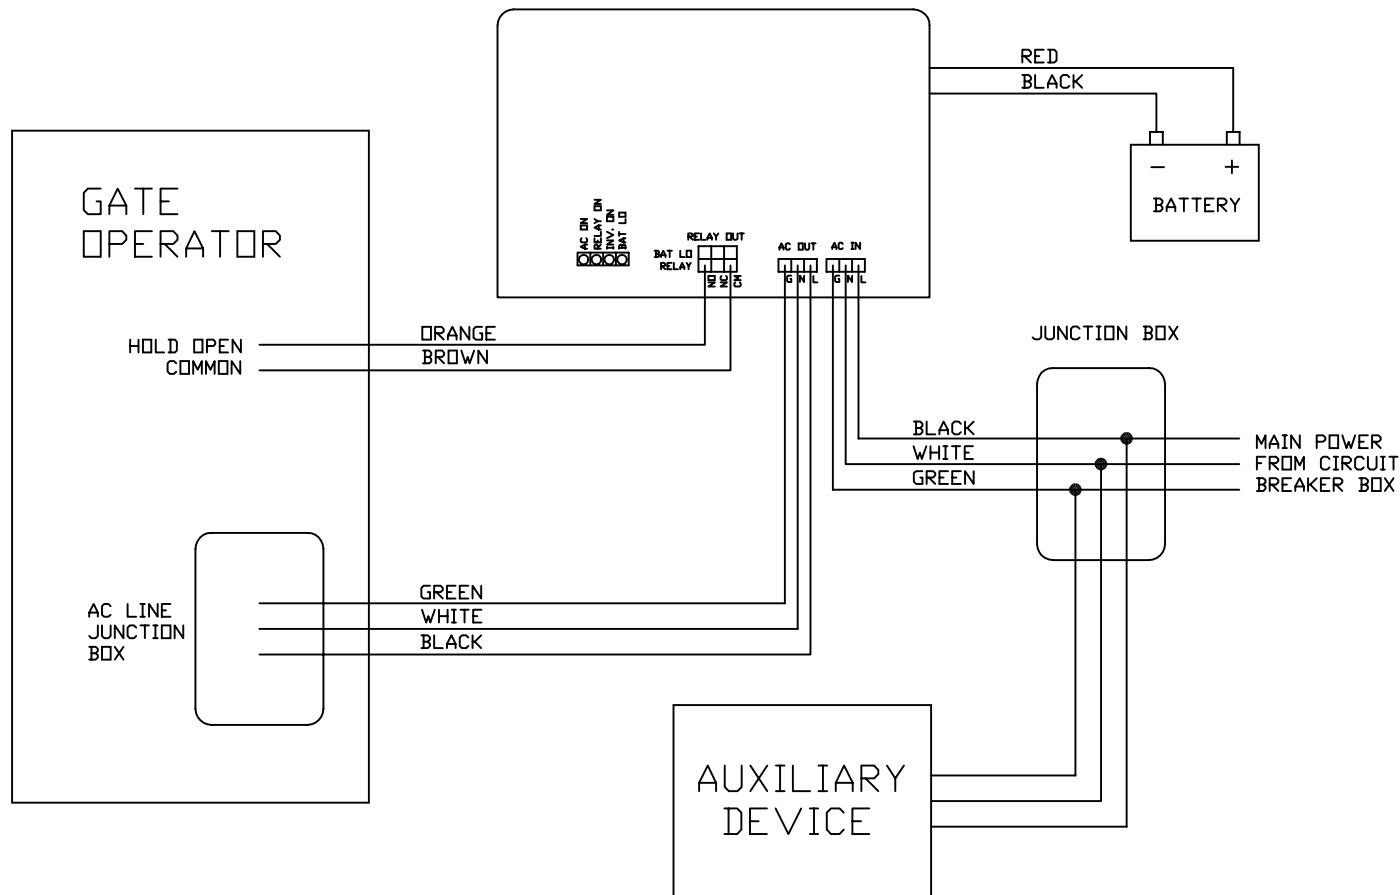 RED
BLACK
- +
BATTERY
GATE
OPERATOR
AC ON
RELAY ON
INV. ON
BAT LO
RELAY OUT
BAT LO
RELAY
NO
NC
CM
AC OUT
G N L
AC IN
G N L
HOLD OPEN
COMMON
ORANGE
BROWN
JUNCTION BOX
BLACK
WHITE
GREEN
MAIN POWER
FROM CIRCUIT
BREAKER BOX
AC LINE
JUNCTION
BOX
GREEN
WHITE
BLACK
AUXILIARY
DEVICE